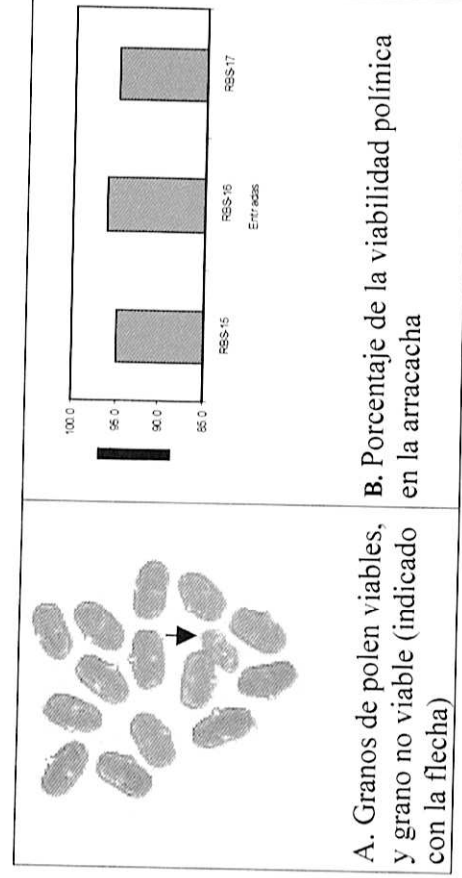 A. Granos de polen viables,
y grano no viable (indicado
con la flecha)
100.0
95.0
90.0
85.0
RBS-15
RBS-16
RBS-17
Entradas
B. Porcentaje de la viabilidad polínica
en la arracacha